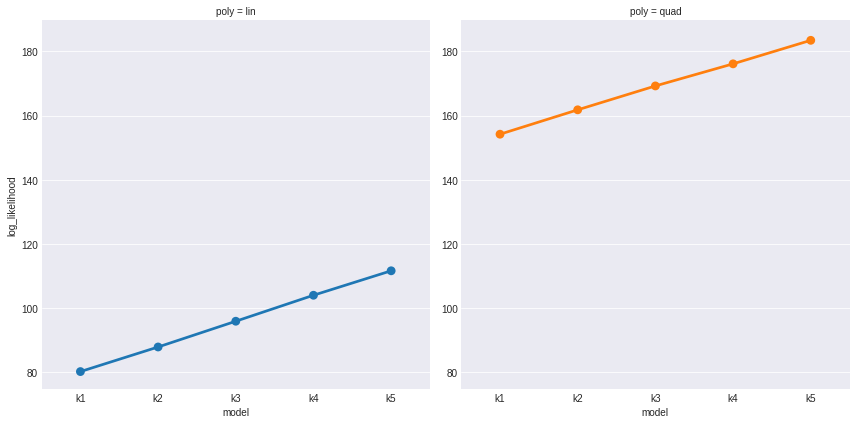 poly = lin
180
160
140
120
100
80
log_likelihood
k1 k2 k3 k4 k5
model
poly = quad
180
160
140
120
100
80
k1 k2 k3 k4 k5
model